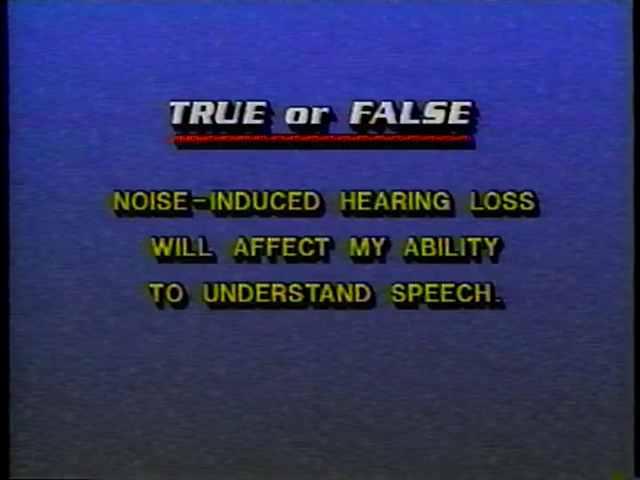 TRUE or FALSE
NOISE-INDUCED HEARING LOSS
WILL AFFECT MY ABILITY
TO UNDERSTAND SPEECH.